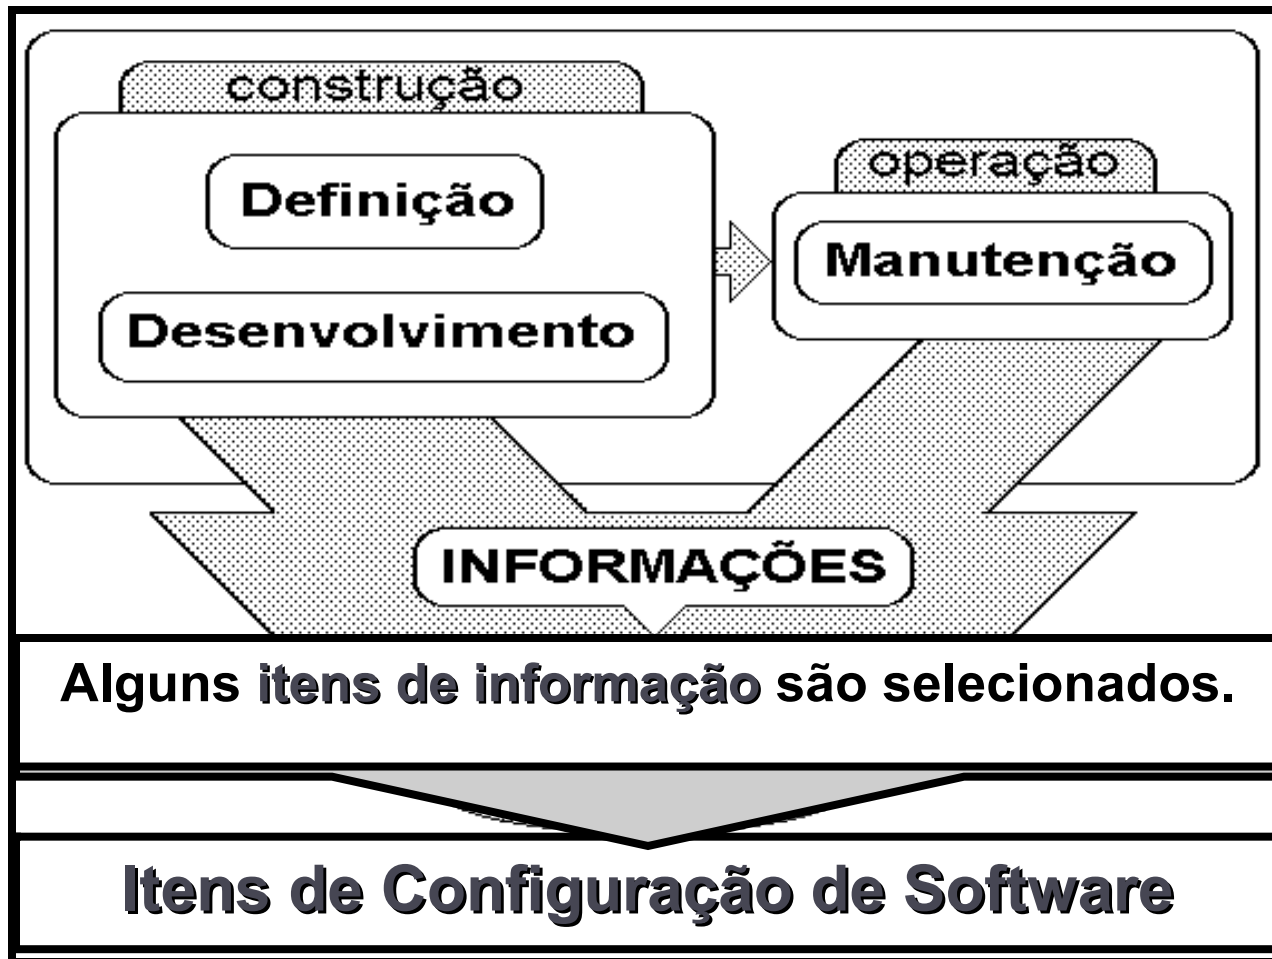 construção
Definição
Desenvolvimento
operação
Manutenção
INFORMAÇÕES
Alguns itens de informação são selecionados.
Itens de Configuração de Software